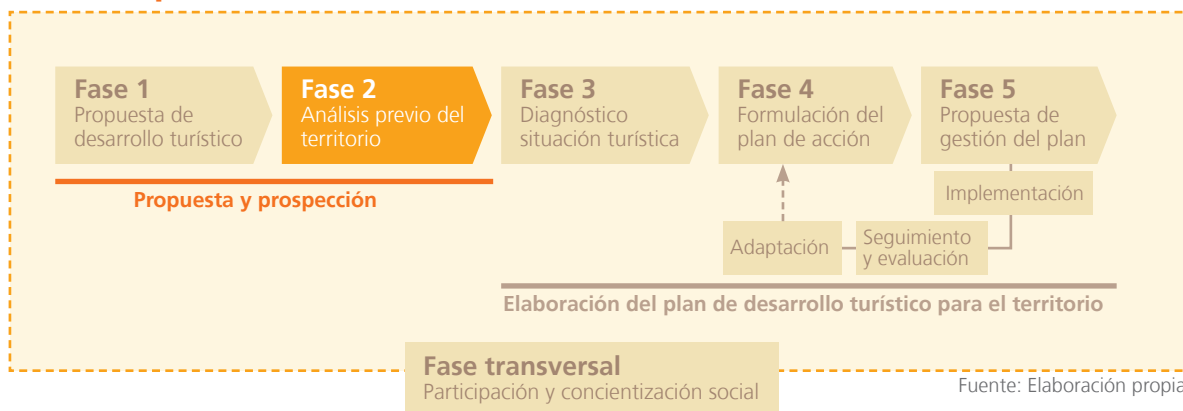 Fase 1
Propuesta de
desarrollo turístico
Fase 2
Análisis previo del
territorio
Fase 3
Diagnóstico
situación turística
Fase 4
Formulación del
plan de acción
Fase 5
Propuesta de
gestión del plan
Propuesta y prospección
Implementación
Adaptación
Seguimiento
y evaluación
Elaboración del plan de desarrollo turístico para el territorio
Fase transversal
Participación y concientización social
Fuente: Elaboración propia